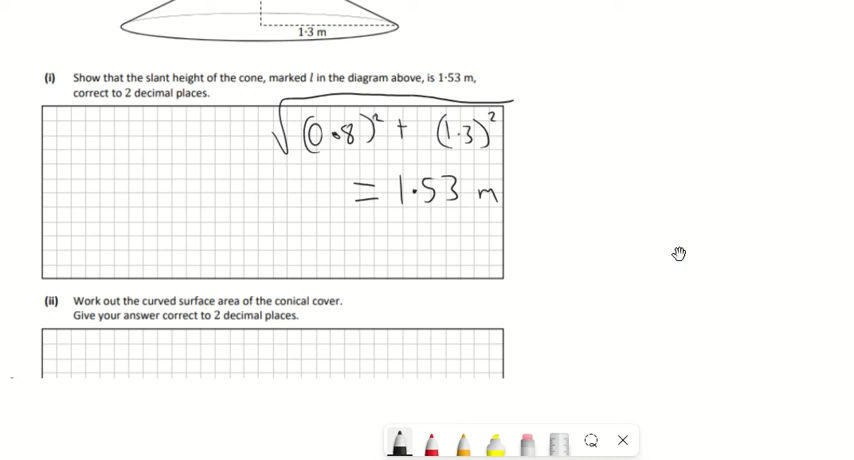 1·3 m
(i) Show that the slant height of the cone, marked l in the diagram above, is 1·53 m,
correct to 2 decimal places.
√(0.8)² + (1.3)²
= 1.53 m
(ii) Work out the curved surface area of the conical cover.
Give your answer correct to 2 decimal places.